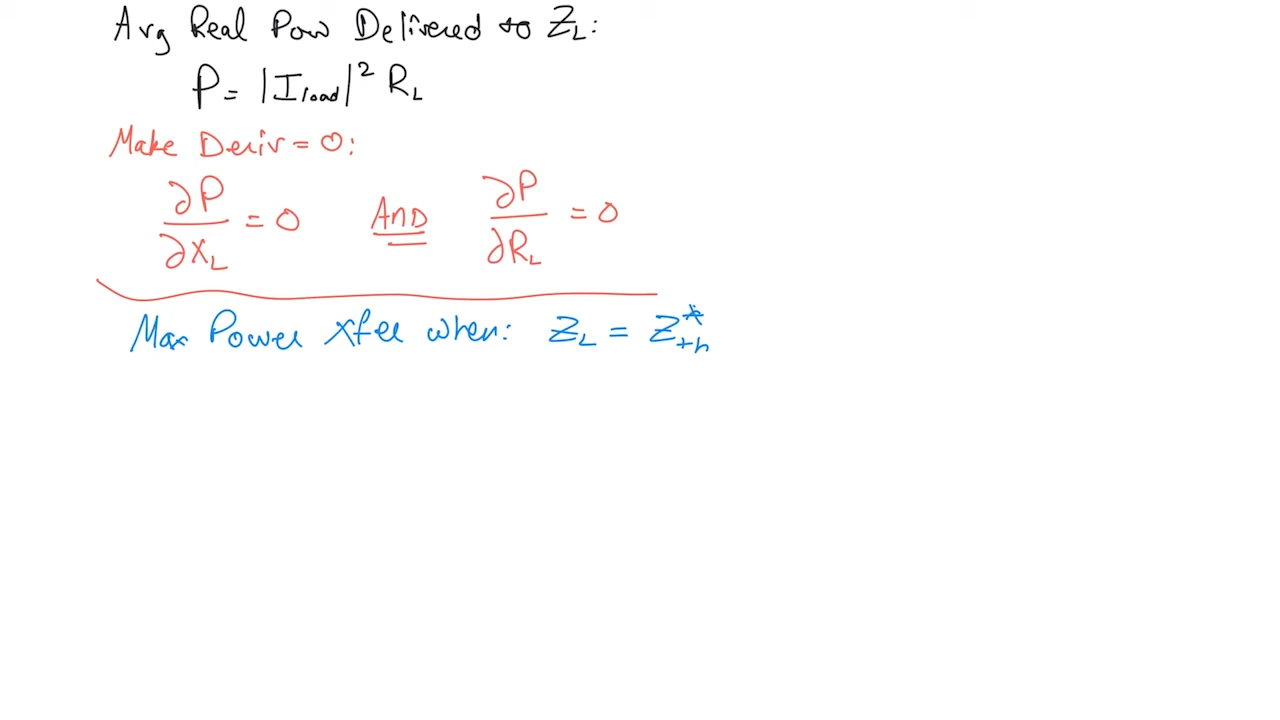 Avg Real Pow Delivered to Z_L:
P = |I_load|² R_L
Make Deriv = 0:
∂P/∂X_L = 0 AND ∂P/∂R_L = 0
Max Power Xfer when: Z_L = Z_th^*